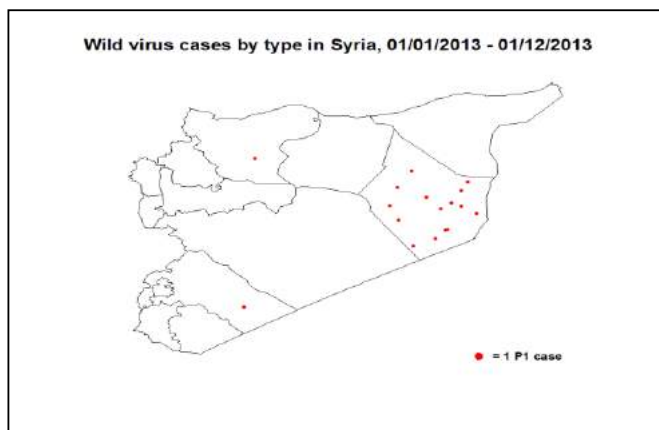 Wild virus cases by type in Syria, 01/01/2013 - 01/12/2013
= 1 P1 case